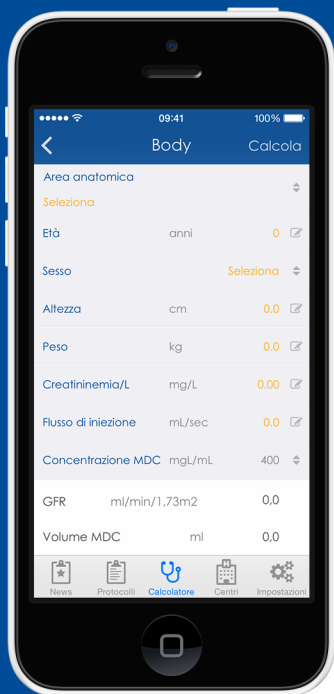 09:41 100%
Body Calcola
Area anatomica
Seleziona
Età anni 0
Sesso Seleziona
Altezza cm 0.0
Peso kg 0.0
Creatininemia/L mg/L 0.00
Flusso di iniezione mL/sec 0.0
Concentrazione MDC mgL/mL 400
GFR ml/min/1,73m2 0,0
Volume MDC ml 0,0
News Protocolli Calcolatore Centri Impostazioni